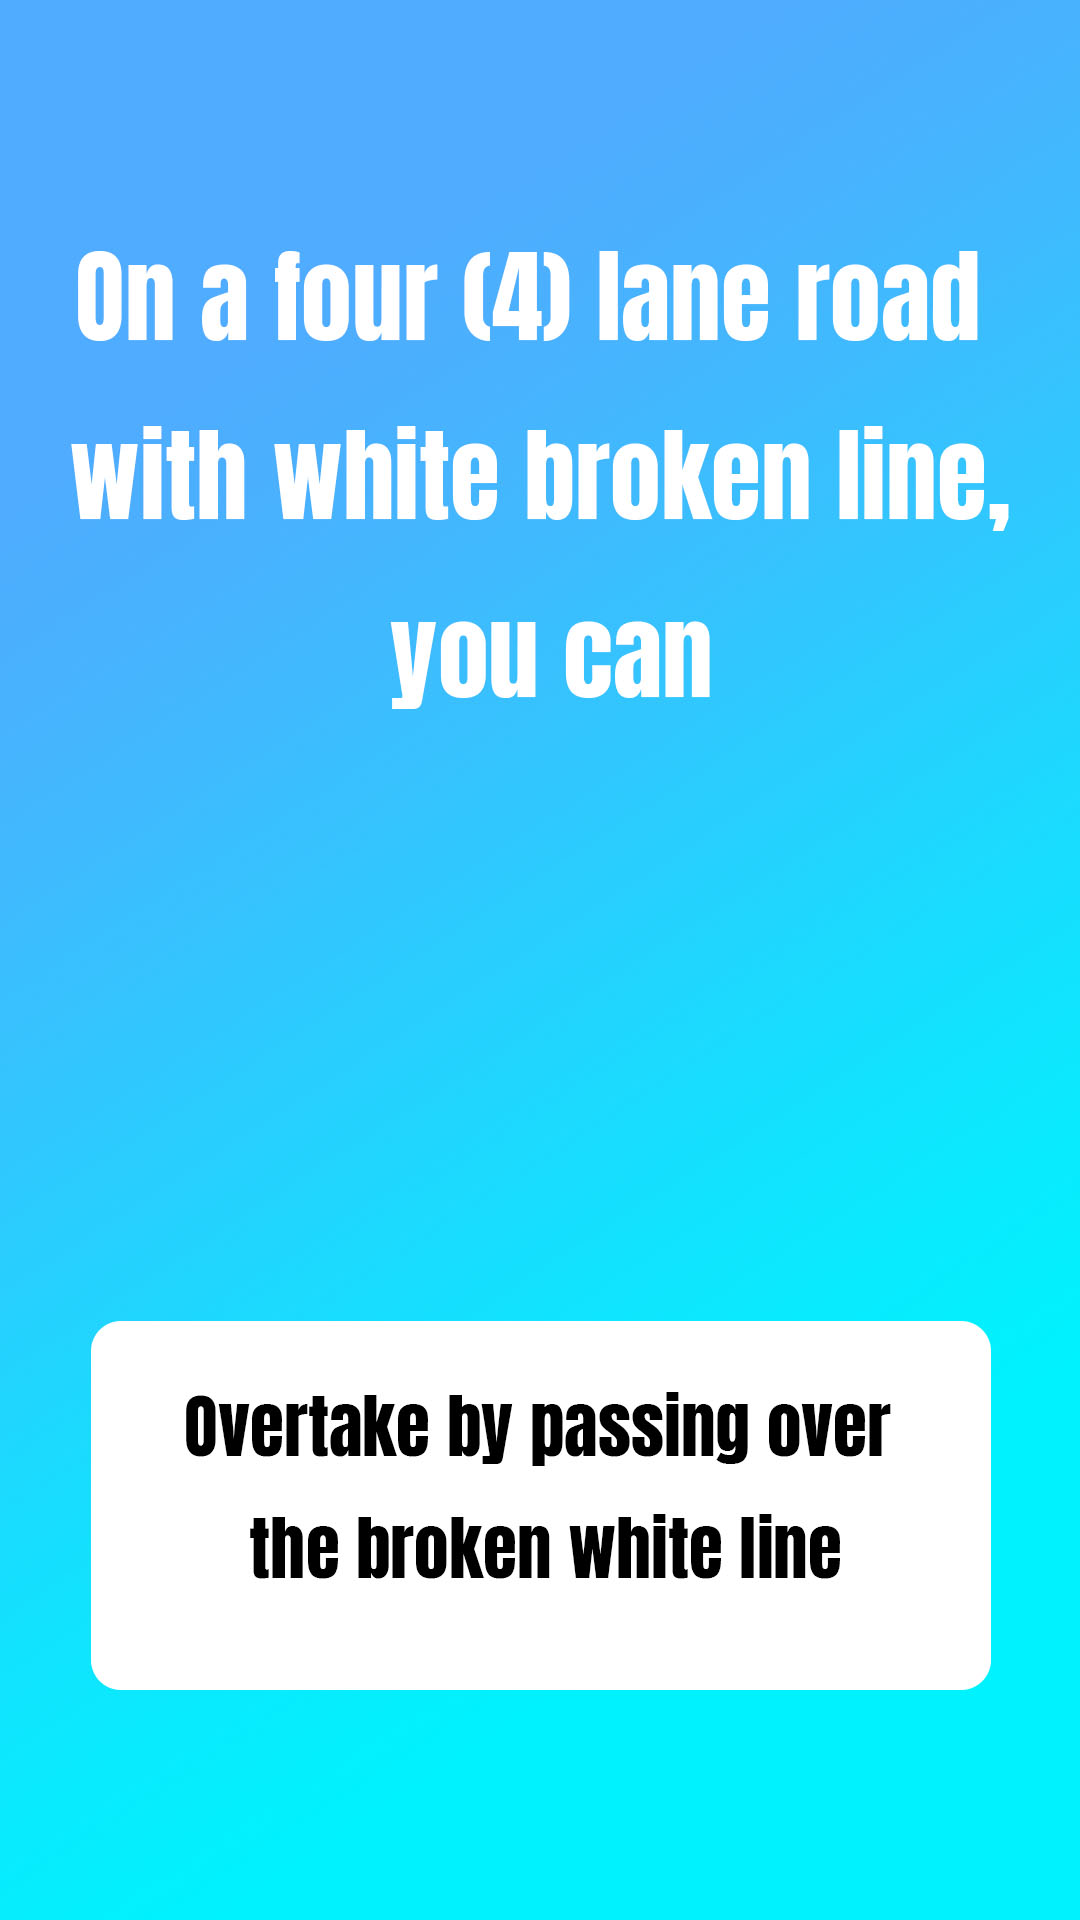 On a four (4) lane road
with white broken line,
you can
Overtake by passing over
the broken white line